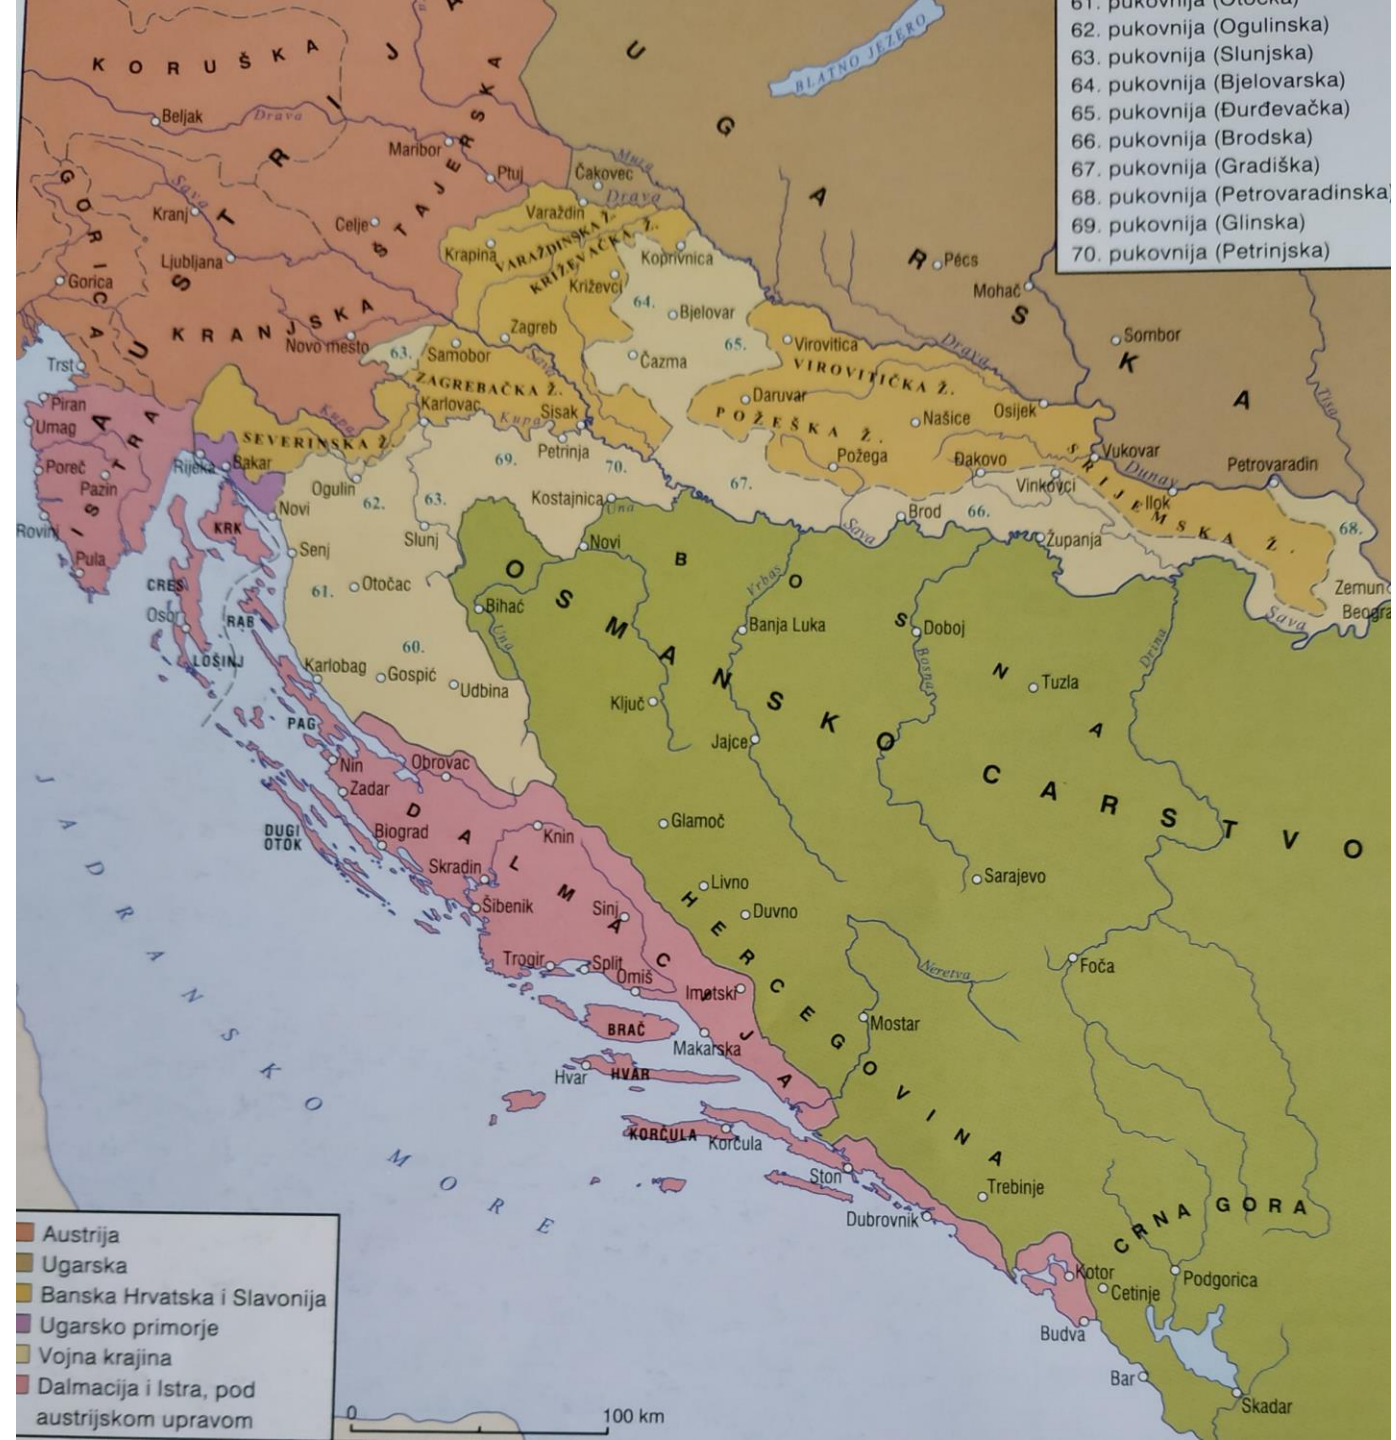 61. pukovnija (Otočka)
62. pukovnija (Ogulinska)
63. pukovnija (Slunjska)
64. pukovnija (Bjelovarska)
65. pukovnija (Đurđevačka)
66. pukovnija (Brodska)
67. pukovnija (Gradiška)
68. pukovnija (Petrovaradinska)
69. pukovnija (Glinska)
70. pukovnija (Petrinjska)
KORUŠKA
AUSTRIJA
UGARSKA
BLATNO JEZERO
Beljak
Drava
Maribor
ŠTAJERSKA
Ptuj
Mura
Čakovec
Drava
GORICA
Sava
Kranj
Celje
Varaždin
VARAŽDINSKA Ž.
KRIŽEVAČKA Ž.
Krapina
Koprivnica
Ljubljana
Križevci
Pécs
Gorica
64.
Bjelovar
Mohač
KRANJSKA
Novo mesto
Zagreb
65.
Virovitica
Drava
Sombor
63.
Samobor
Sava
Čazma
VIROVITIČKA Ž.
Trst
ZAGREBAČKA Ž.
Daruvar
Tisa
Piran
Karlovac
Kupa
Kupa
Sisak
POŽEŠKA Ž.
Našice
Osijek
Umag
ISTRA
SEVERINSKA Ž.
Petrinja
Požega
Đakovo
Vukovar
Dunav
Petrovaradin
Poreč
Rijeka
Bakar
69.
70.
67.
SRIJEMSKA Ž.
Pazin
Ogulin
62.
63.
Kostajnica
Una
Vinkovci
Ilok
Rovinj
KRK
Novi
Slunj
Novi
Sava
Brod
66.
Županja
68.
Pula
Senj
OSMANSKO CARSTVO
BOSNA
CRES
61.
Otočac
Bihać
Vrbas
Zemun
Osor
RAB
Una
Banja Luka
Doboj
Sava
LOŠINJ
60.
Bosna
Drina
Karlobag
Gospić
Udbina
Ključ
Tuzla
PAG
Jajce
Nin
Obrovac
Zadar
DALMACIJA
Glamoč
DUGI
OTOK
Biograd
Knin
Skradin
Livno
Sarajevo
Šibenik
Sinj
Duvno
HERCEGOVINA
Trogir
Split
Omiš
Imotski
Neretva
Foča
BRAČ
Makarska
Mostar
Hvar
HVAR
JADRANSKO MORE
KORČULA
Korčula
Ston
Trebinje
Dubrovnik
CRNA GORA
Kotor
Cetinje
Podgorica
Budva
Bar
Skadar
Austrija
Ugarska
Banska Hrvatska i Slavonija
Ugarsko primorje
Vojna krajina
Dalmacija i Istra, pod
austrijskom upravom
0
100 km